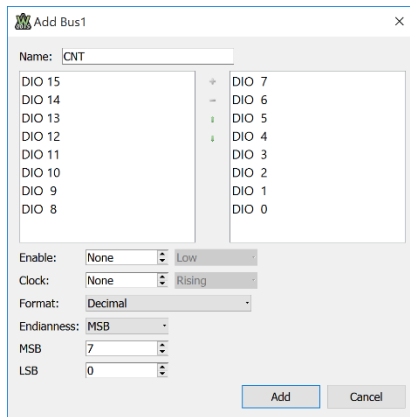 Add Bus1
Name: CNT
DIO 15
DIO 14
DIO 13
DIO 12
DIO 11
DIO 10
DIO 9
DIO 8
DIO 7
DIO 6
DIO 5
DIO 4
DIO 3
DIO 2
DIO 1
DIO 0
Enable: None Low
Clock: None Rising
Format: Decimal
Endianness: MSB
MSB 7
LSB 0
Add Cancel